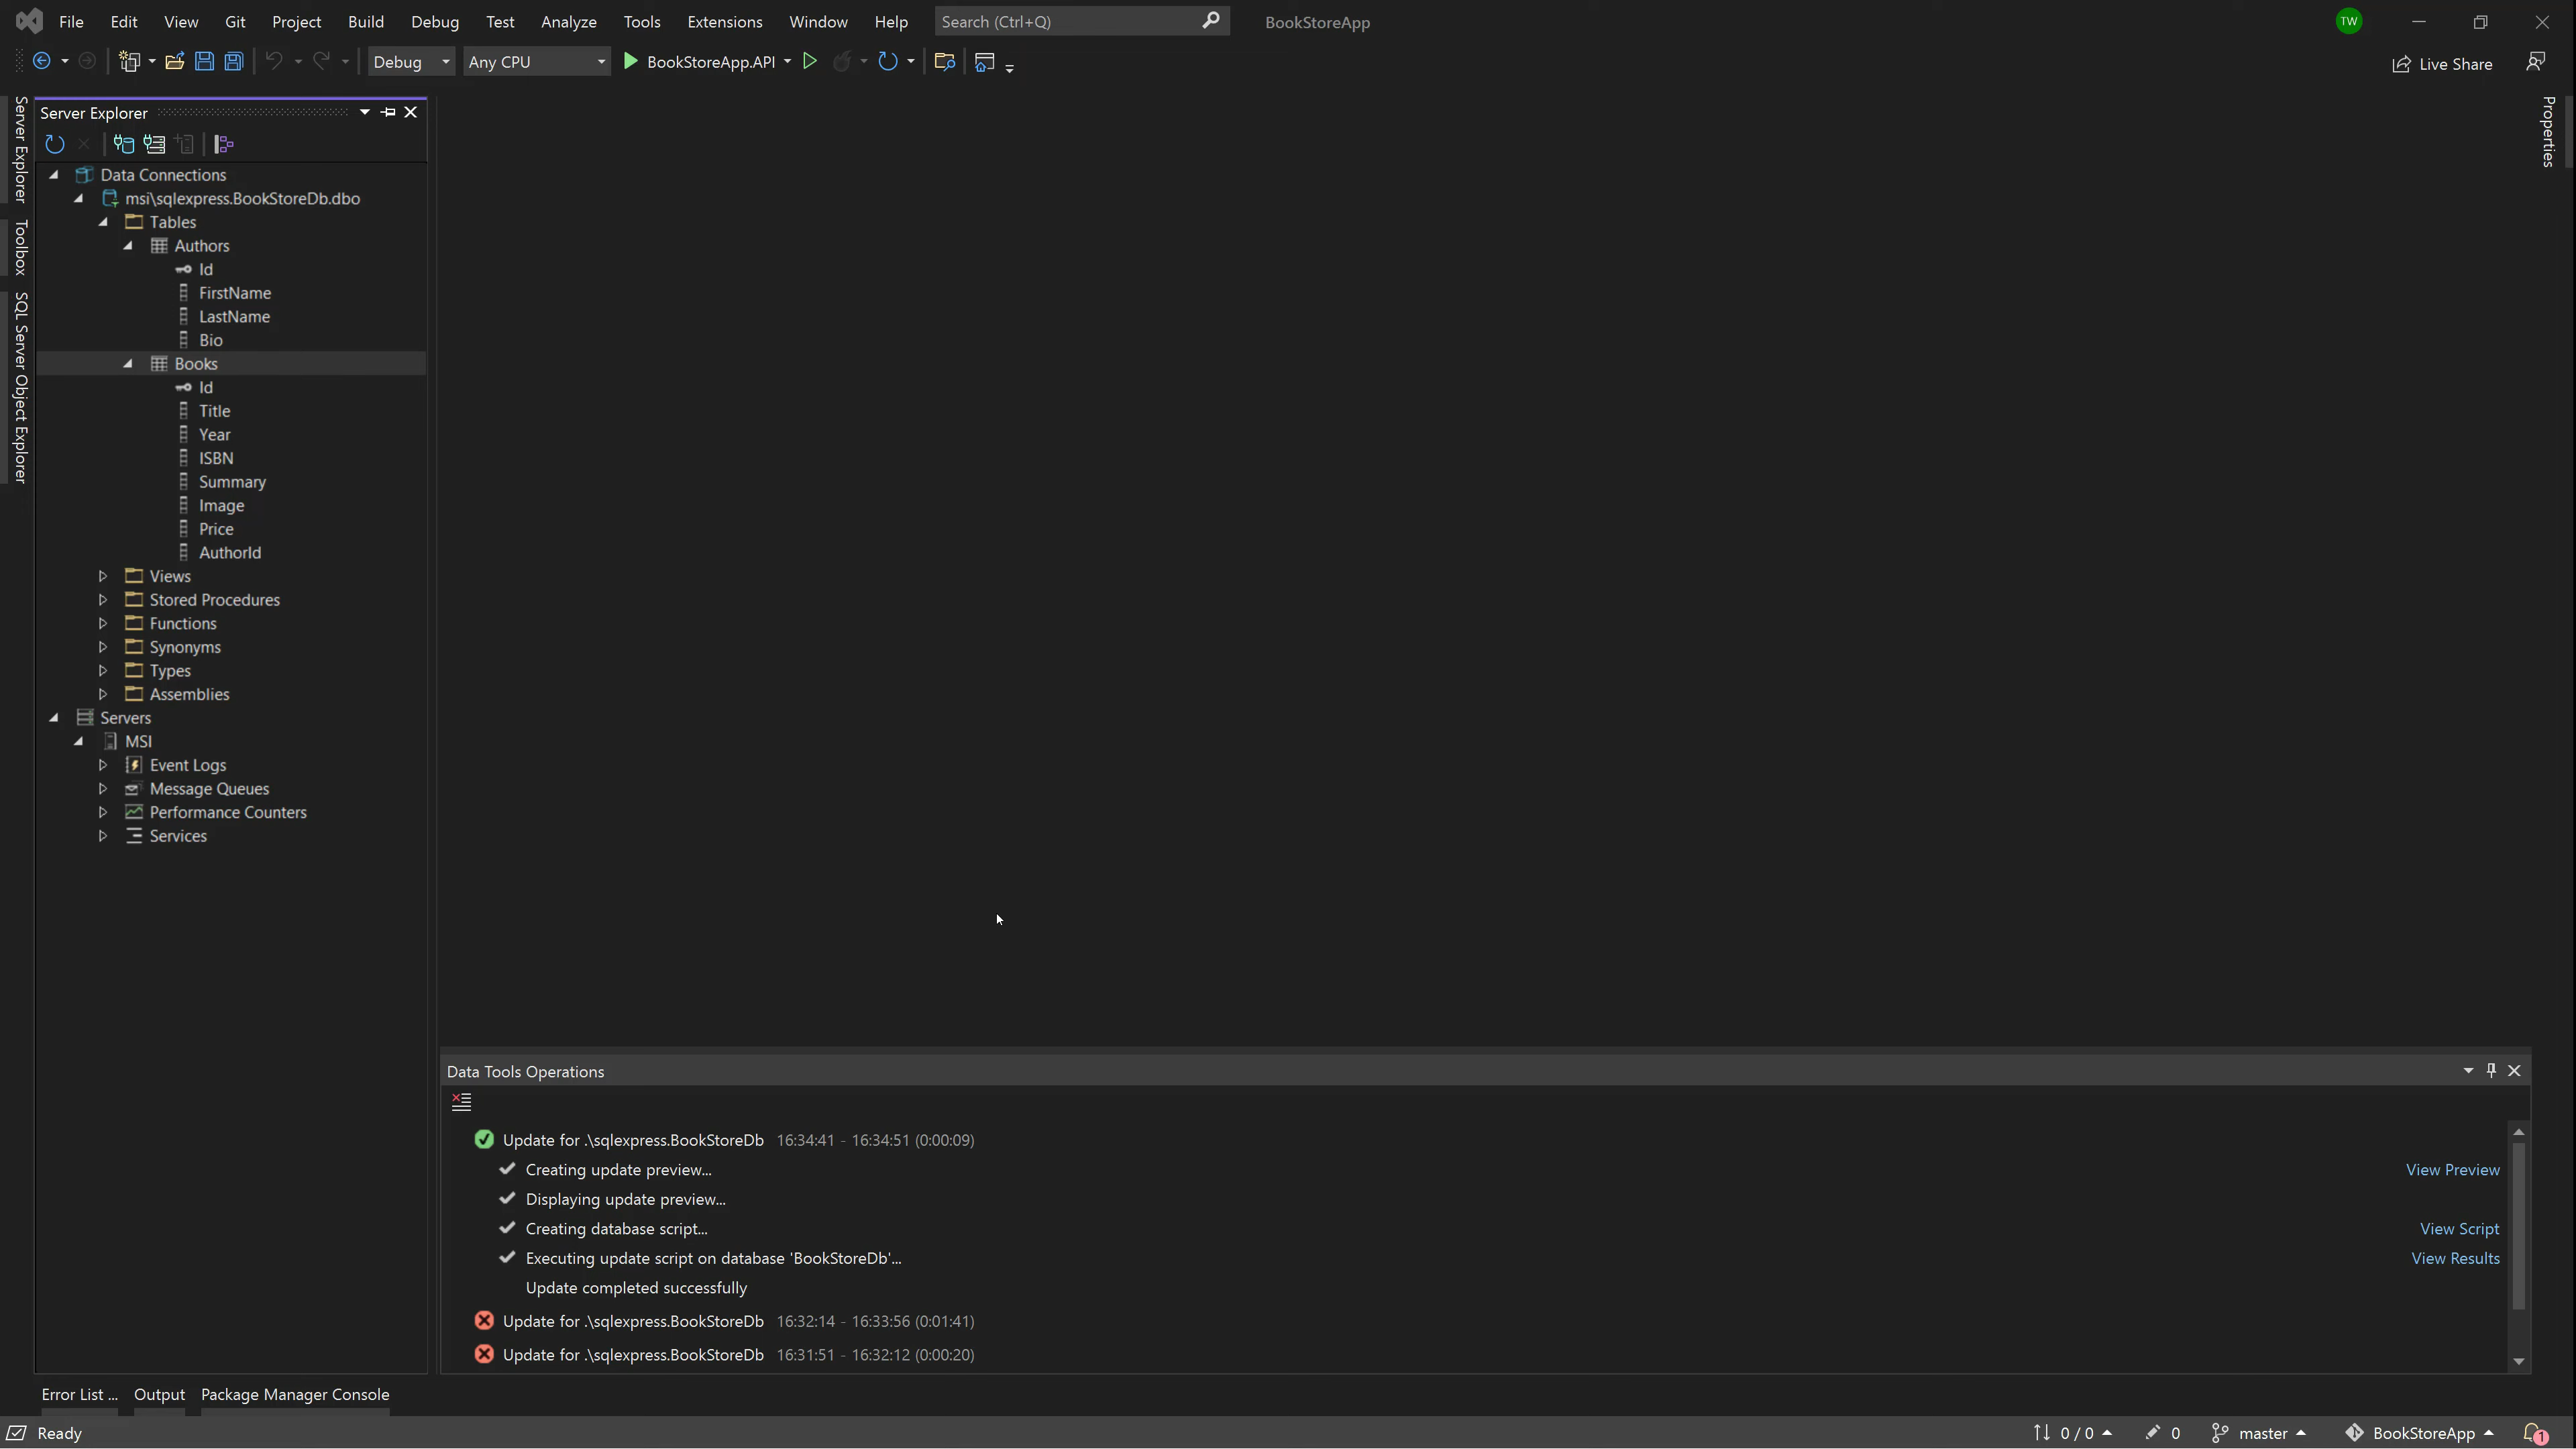 File Edit View Git Project Build Debug Test Analyze Tools Extensions Window Help Search (Ctrl+Q) BookStoreApp TW
Debug Any CPU BookStoreApp.API Live Share
Server Explorer
Toolbox
SQL Server Object Explorer
Server Explorer
Data Connections
msi\sqlexpress.BookStoreDb.dbo
Tables
Authors
Id
FirstName
LastName
Bio
Books
Id
Title
Year
ISBN
Summary
Image
Price
AuthorId
Views
Stored Procedures
Functions
Synonyms
Types
Assemblies
Servers
MSI
Event Logs
Message Queues
Performance Counters
Services
Properties
Data Tools Operations
Update for .\sqlexpress.BookStoreDb 16:34:41 - 16:34:51 (0:00:09)
Creating update preview... View Preview
Displaying update preview...
Creating database script... View Script
Executing update script on database 'BookStoreDb'... View Results
Update completed successfully
Update for .\sqlexpress.BookStoreDb 16:32:14 - 16:33:56 (0:01:41)
Update for .\sqlexpress.BookStoreDb 16:31:51 - 16:32:12 (0:00:20)
Error List ... Output Package Manager Console
Ready 0 / 0 0 master BookStoreApp 1